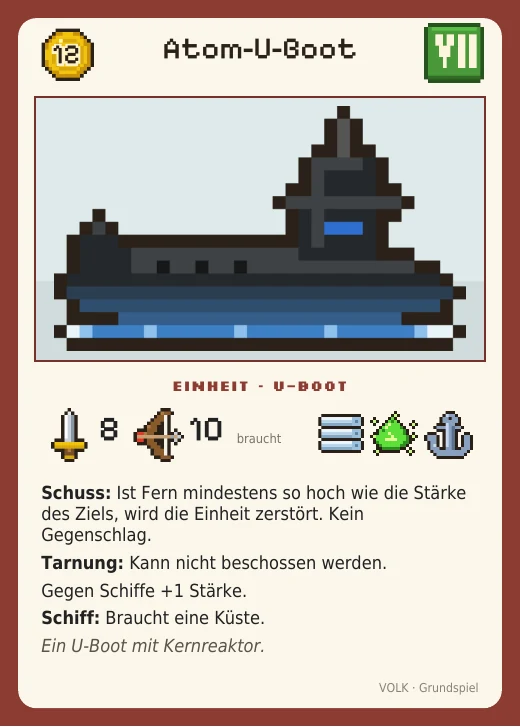 12
Atom-U-Boot
VII
EINHEIT · U-BOOT
8
10
braucht
Schuss: Ist Fern mindestens so hoch wie die Stärke
des Ziels, wird die Einheit zerstört. Kein
Gegenschlag.
Tarnung: Kann nicht beschossen werden.
Gegen Schiffe +1 Stärke.
Schiff: Braucht eine Küste.
Ein U-Boot mit Kernreaktor.
VOLK · Grundspiel